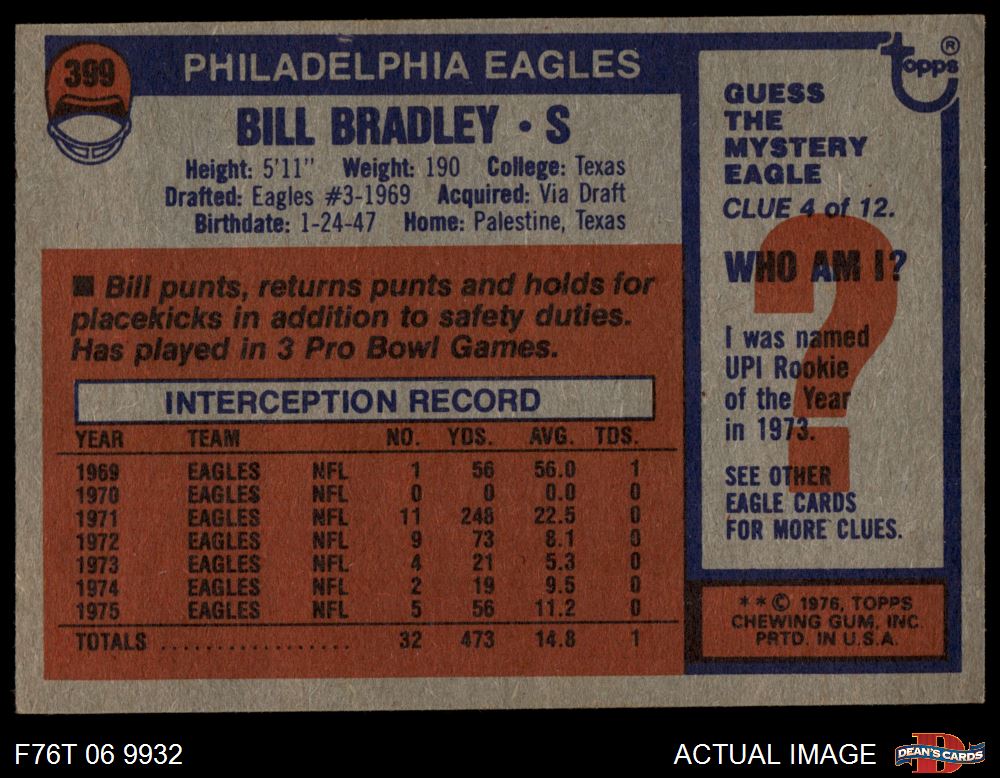 399
PHILADELPHIA EAGLES
BILL BRADLEY • S
Height: 5'11" Weight: 190 College: Texas
Drafted: Eagles #3-1969 Acquired: Via Draft
Birthdate: 1-24-47 Home: Palestine, Texas
■ Bill punts, returns punts and holds for
placekicks in addition to safety duties.
Has played in 3 Pro Bowl Games.
INTERCEPTION RECORD
YEAR TEAM NO. YDS. AVG. TDS.
1969 EAGLES NFL 1 56 56.0 1
1970 EAGLES NFL 0 0 0.0 0
1971 EAGLES NFL 11 248 22.5 0
1972 EAGLES NFL 9 73 8.1 0
1973 EAGLES NFL 4 21 5.3 0
1974 EAGLES NFL 2 19 9.5 0
1975 EAGLES NFL 5 56 11.2 0
TOTALS .................. 32 473 14.8 1
topps ®
GUESS
THE
MYSTERY
EAGLE
CLUE 4 of 12.
WHO AM I?
?
I was named
UPI Rookie
of the Year
in 1973.
SEE OTHER
EAGLE CARDS
FOR MORE CLUES.
* * © 1976, TOPPS
CHEWING GUM, INC.
PRTD. IN U.S.A.
F76T 06 9932
ACTUAL IMAGE
D
DEAN'S CARDS